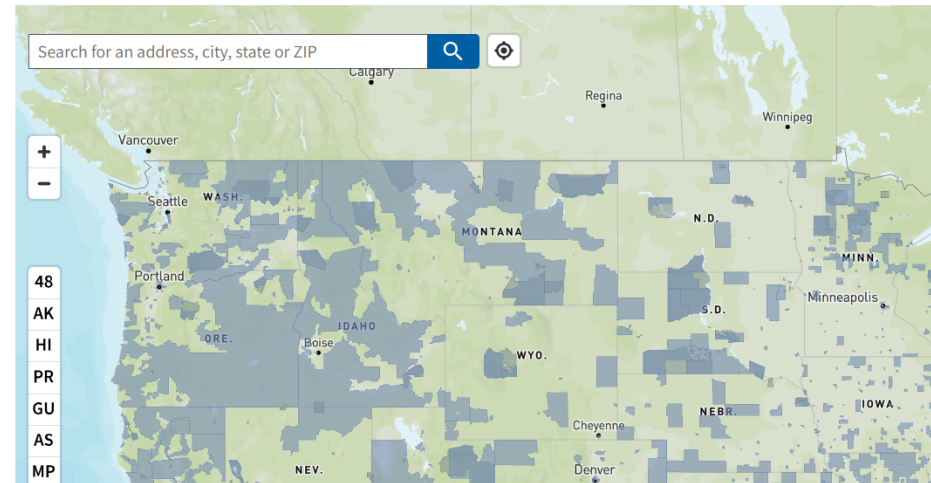 Search for an address, city, state or ZIP
Calgary
Regina
Winnipeg
Vancouver
+
−
Seattle
WASH.
MONTANA
N.D.
MINN.
48
AK
HI
PR
GU
AS
MP
Portland
Minneapolis
ORE.
IDAHO
Boise
S.D.
WYO.
NEBR.
IOWA
Cheyenne
NEV.
Denver